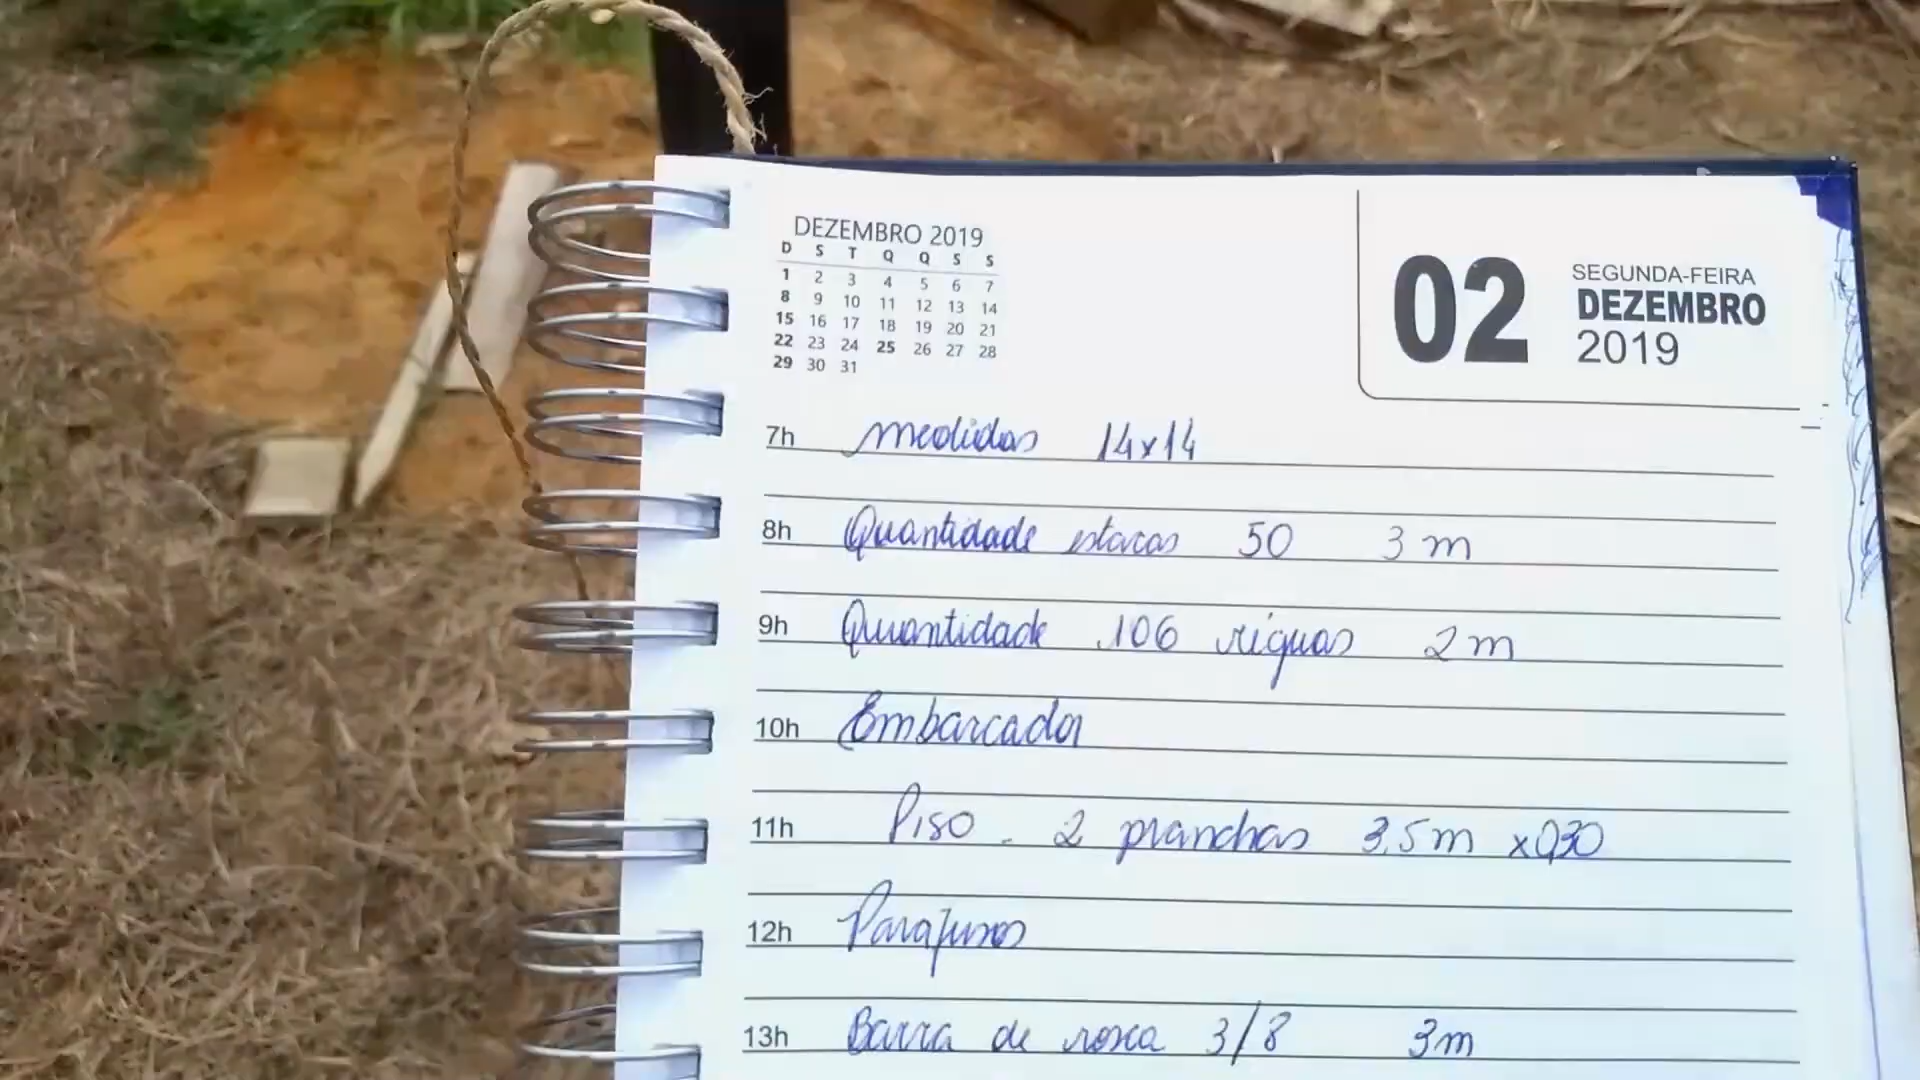 DEZEMBRO 2019
D S T Q Q S S
1 2 3 4 5 6 7
8 9 10 11 12 13 14
15 16 17 18 19 20 21
22 23 24 25 26 27 28
29 30 31
02
SEGUNDA-FEIRA
DEZEMBRO
2019
7h medidas 14x14
8h Quantidade estacas 50 3 m
9h Quantidade 106 réguas 2 m
10h Embarcador
11h Piso - 2 pranchas 3,5 m x0,30
12h Parafusos
13h Barra de rosca 3/8 3m